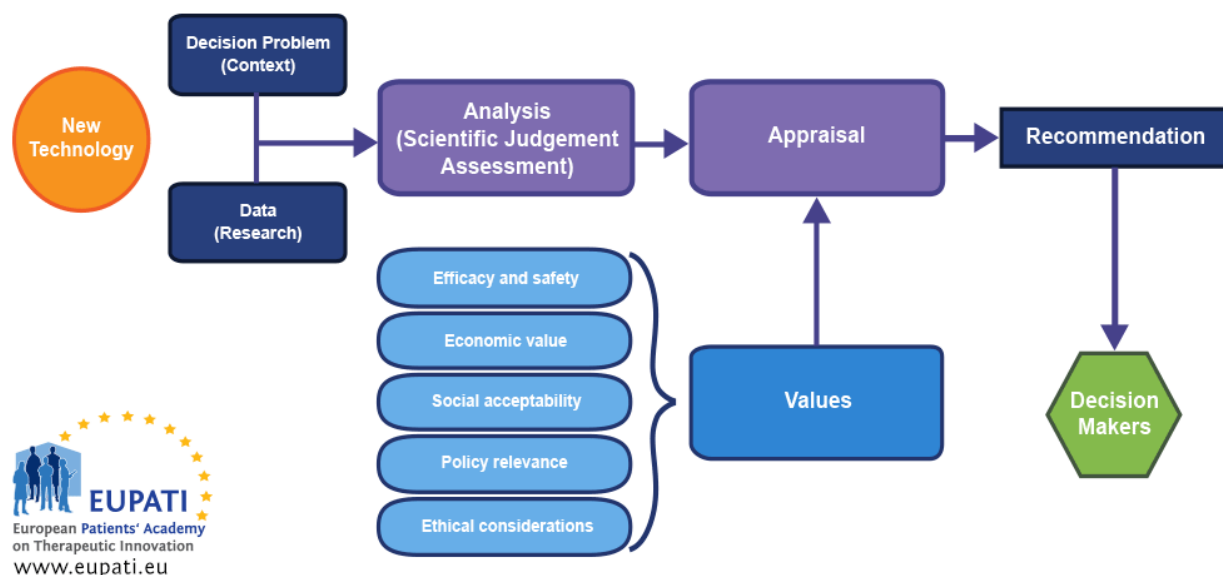 New
Technology
Decision Problem
(Context)
Data
(Research)
Analysis
(Scientific Judgement
Assessment)
Appraisal
Recommendation
Efficacy and safety
Economic value
Social acceptability
Policy relevance
Ethical considerations
Values
Decision
Makers
EUPATI
European Patients' Academy
on Therapeutic Innovation
www.eupati.eu